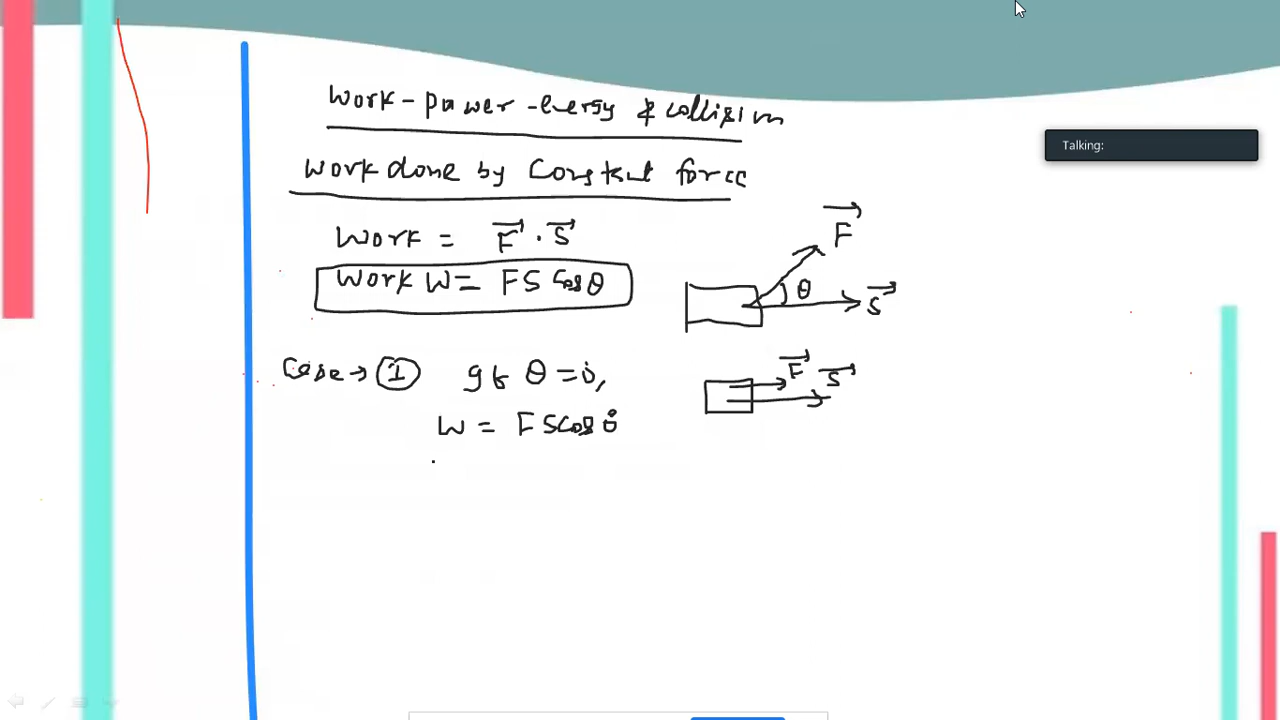 Work - power - energy & collision
Talking:
Work done by Constant force
Work = F⃗ . S⃗
F⃗
Work W = FS Cosθ
θ
S⃗
Case → (1) If θ = 0°,
F⃗ S⃗
W = F S cos 0°